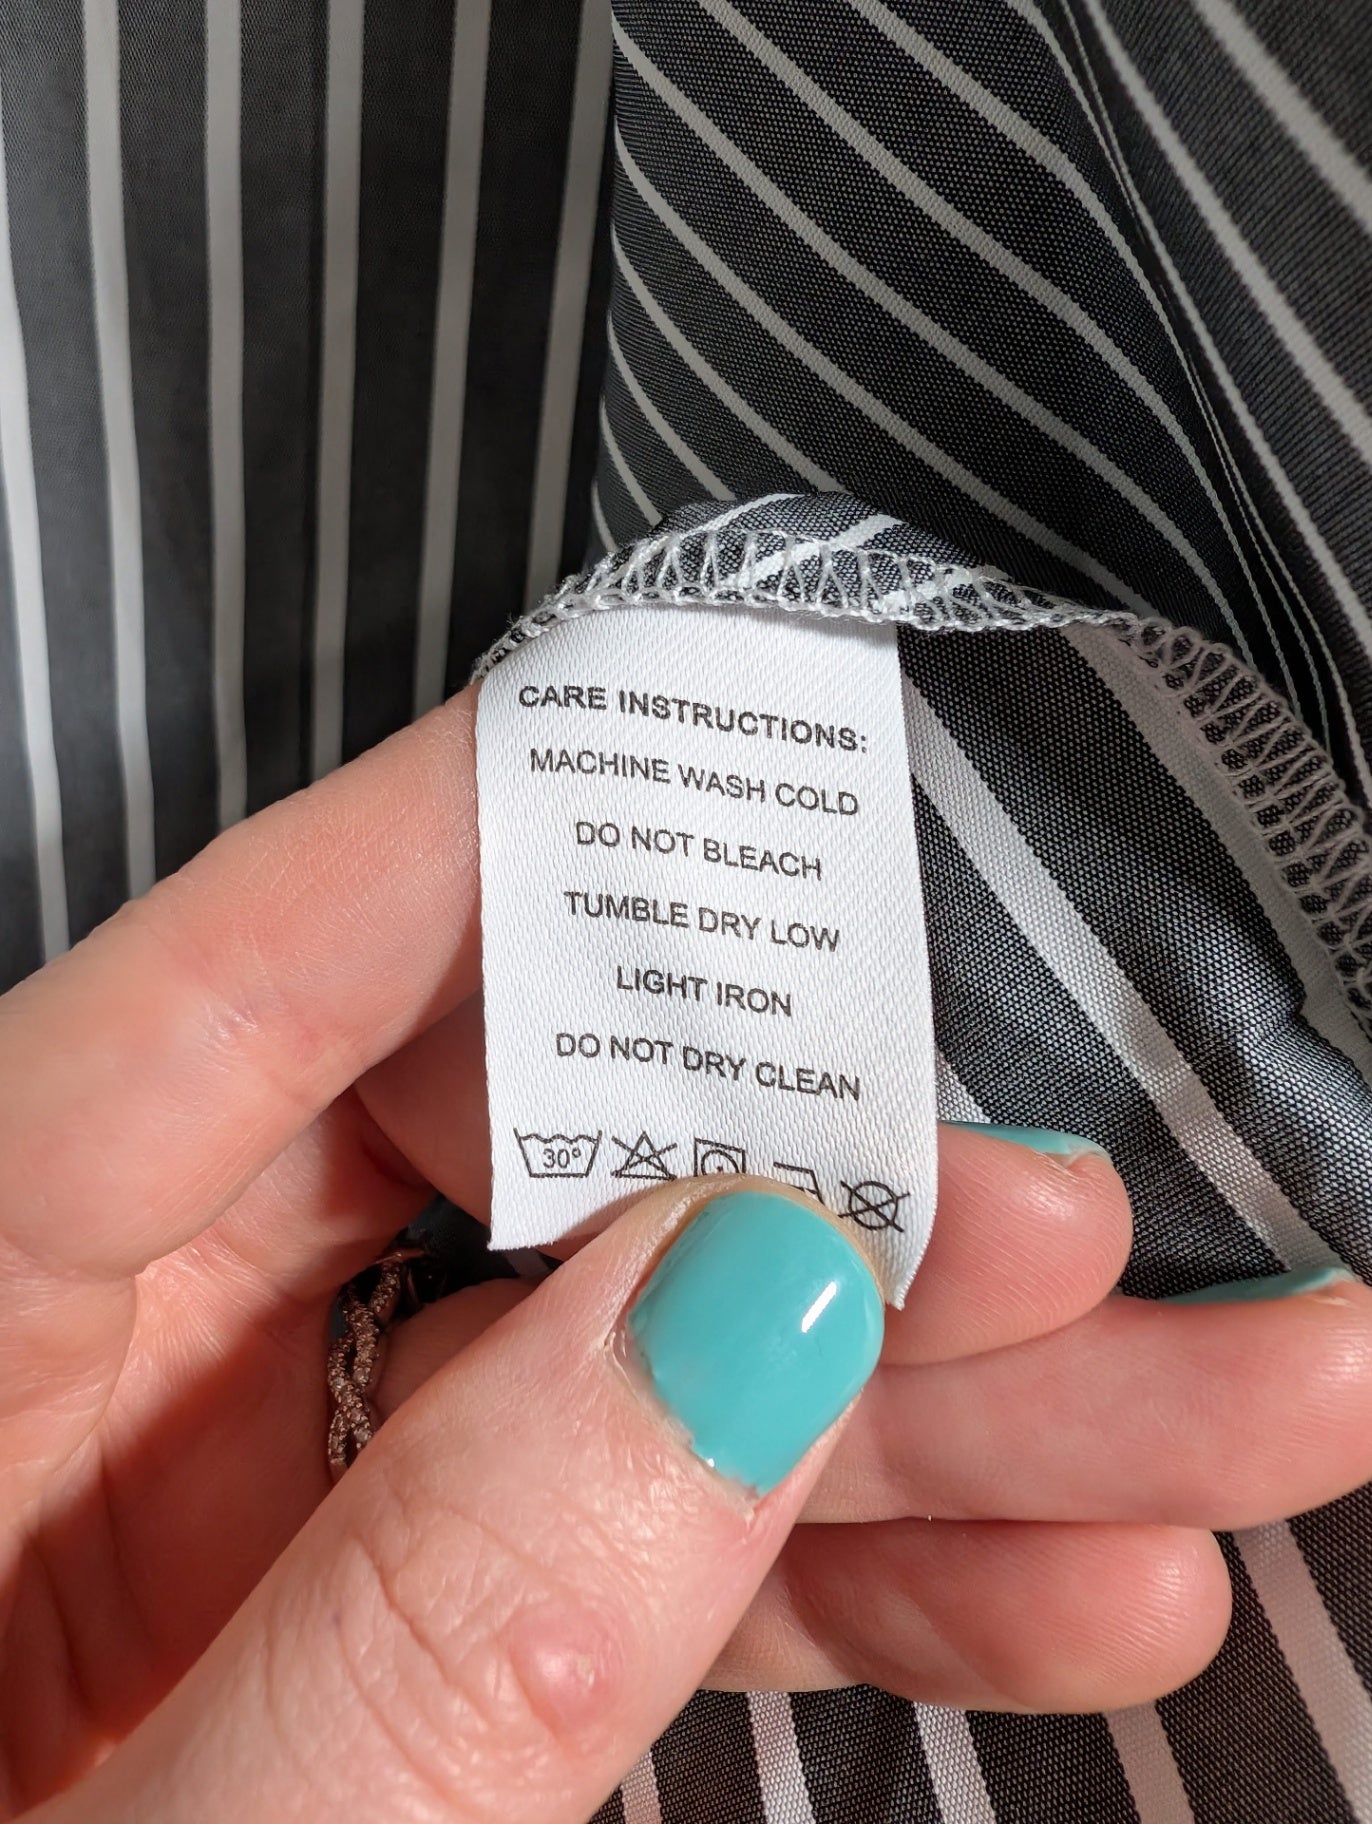 CARE INSTRUCTIONS:
MACHINE WASH COLD
DO NOT BLEACH
TUMBLE DRY LOW
LIGHT IRON
DO NOT DRY CLEAN
30°